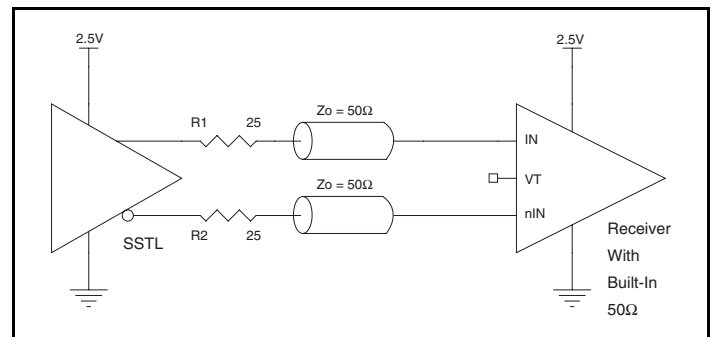 2.5V
2.5V
R1 25
Zo = 50Ω
IN
VT
Zo = 50Ω
nIN
R2 25
SSTL
Receiver
With
Built-In
50Ω